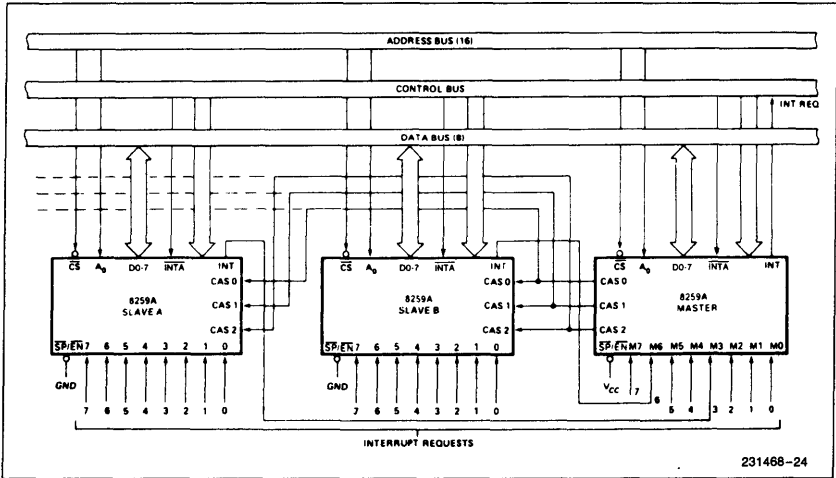 ADDRESS BUS (16)
CONTROL BUS
INT REQ
DATA BUS (8)
CS A0 D0-7 INTA INT
CAS 0
8259A
SLAVE A
CAS 1
CAS 2
SP/EN 7 6 5 4 3 2 1 0
GND
7 6 5 4 3 2 1 0
CS A0 D0-7 INTA INT
CAS 0
8259A
SLAVE B
CAS 1
CAS 2
SP/EN 7 6 5 4 3 2 1 0
GND
7 6 5 4 3 2 1 0
CS A0 D0-7 INTA INT
CAS 0
8259A
MASTER
CAS 1
CAS 2
SP/EN M7 M6 M5 M4 M3 M2 M1 M0
VCC 7 6 5 4 3 2 1 0
INTERRUPT REQUESTS
231468-24